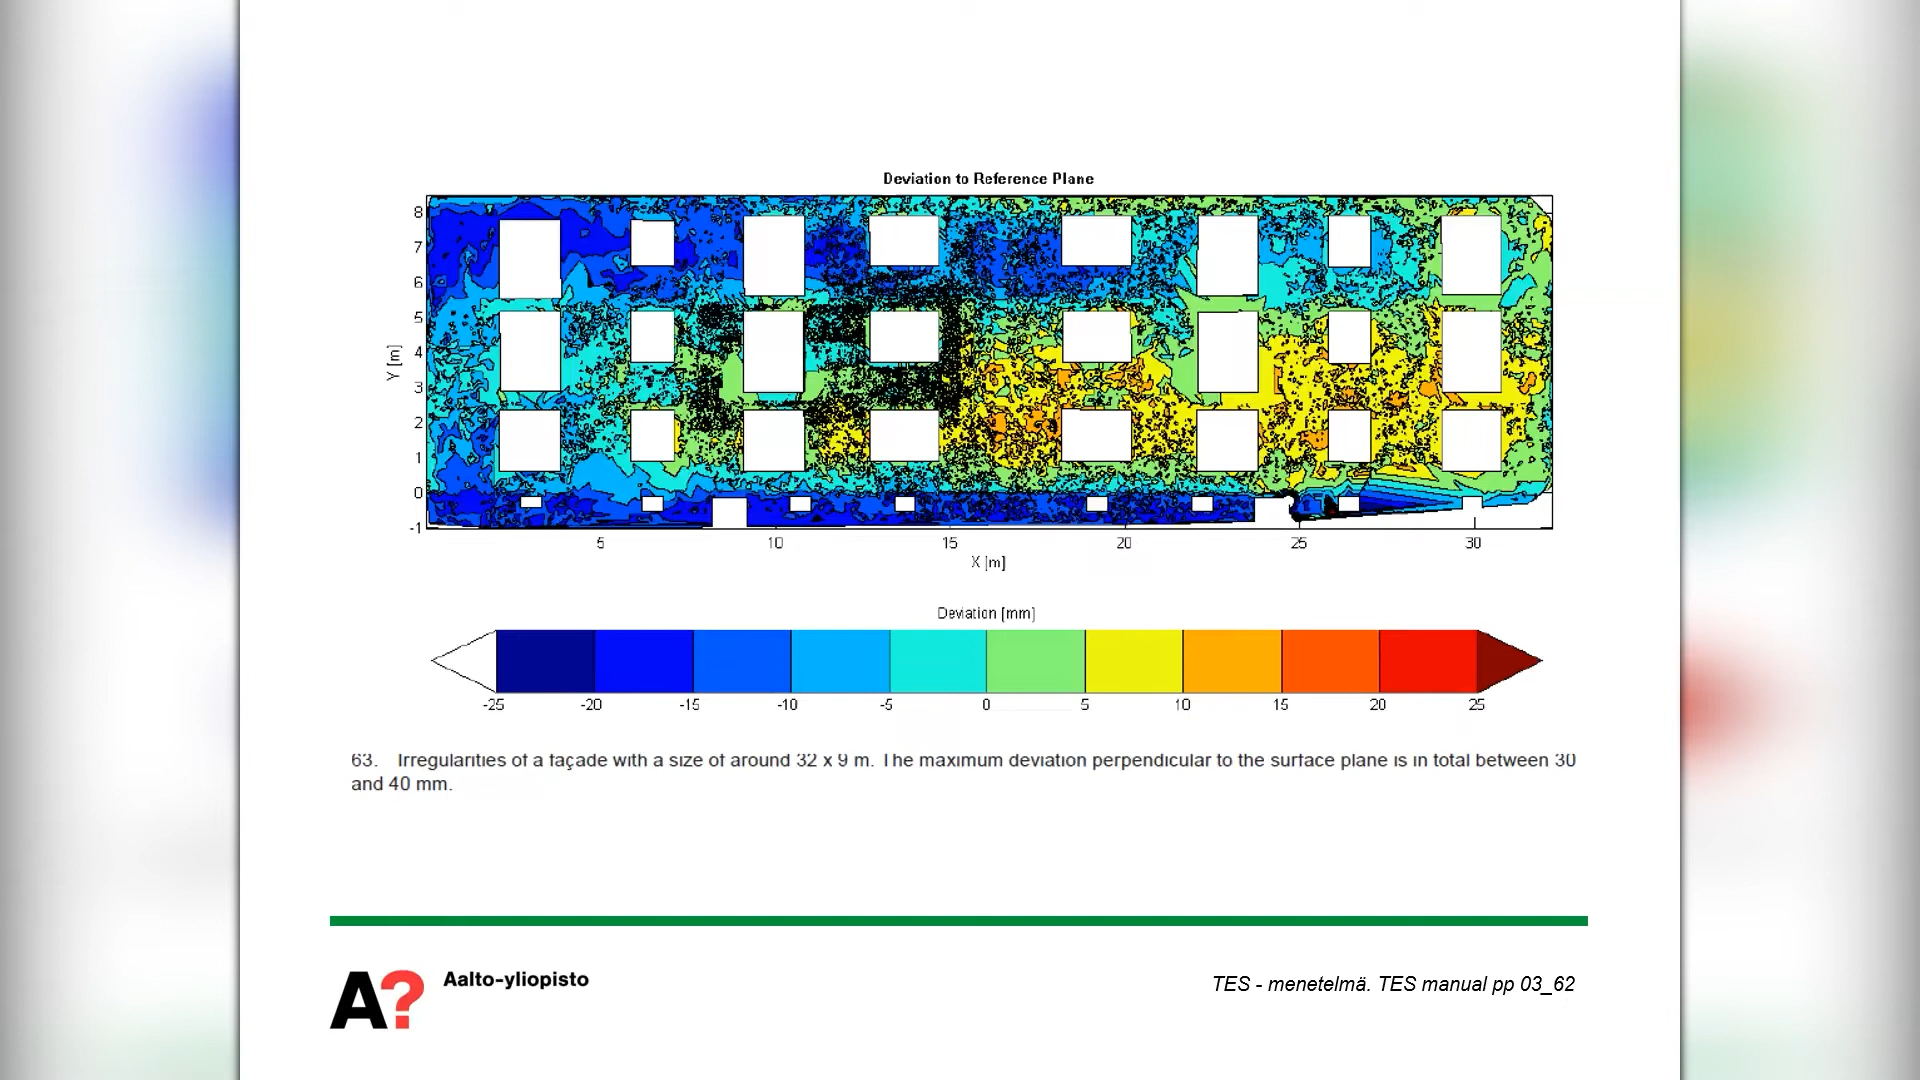 Deviation to Reference Plane
8
7
6
5
4
3
2
1
0
-1
Y [m]
5 10 15 20 25 30
X [m]
Deviation [mm]
-25 -20 -15 -10 -5 0 5 10 15 20 25
63. Irregularities of a façade with a size of around 32 x 9 m. The maximum deviation perpendicular to the surface plane is in total between 30
and 40 mm.
A? Aalto-yliopisto
TES - menetelmä. TES manual pp 03_62